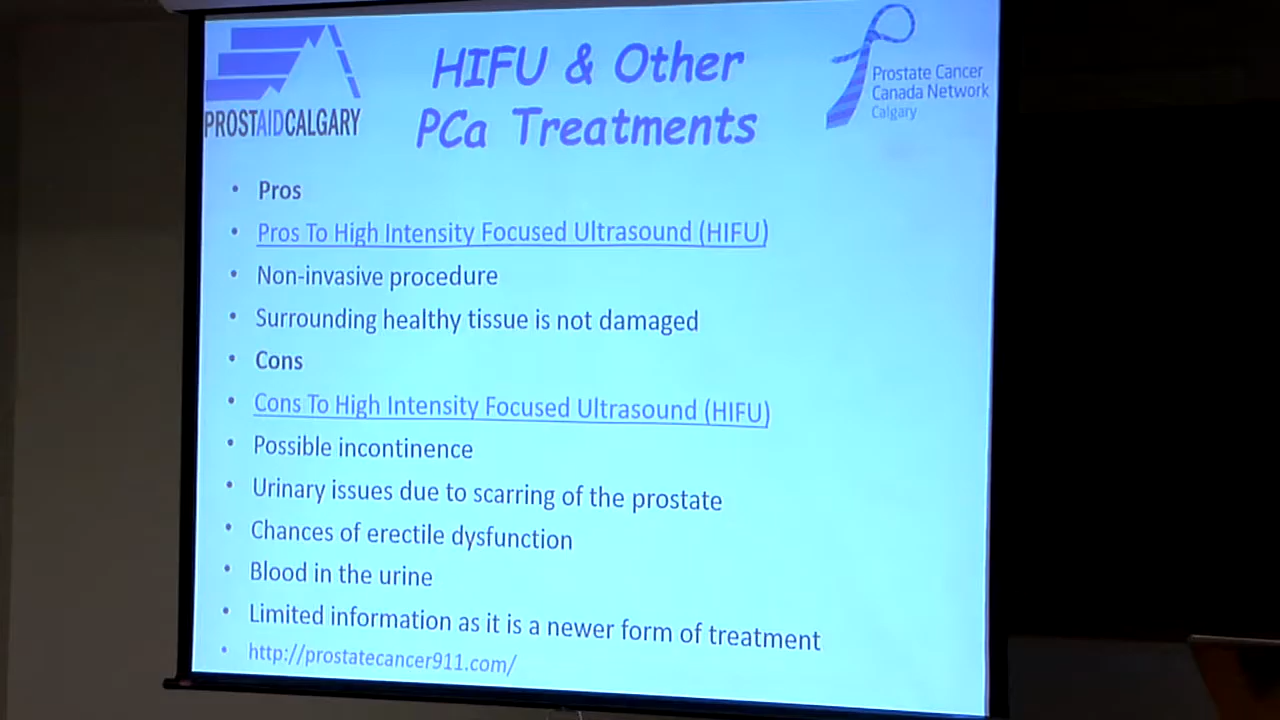 PROSTAIDCALGARY
HIFU & Other
PCa Treatments
Prostate Cancer
Canada Network
Calgary
• Pros
• Pros To High Intensity Focused Ultrasound (HIFU)
• Non-invasive procedure
• Surrounding healthy tissue is not damaged
• Cons
• Cons To High Intensity Focused Ultrasound (HIFU)
• Possible incontinence
• Urinary issues due to scarring of the prostate
• Chances of erectile dysfunction
• Blood in the urine
• Limited information as it is a newer form of treatment
• http://prostatecancer911.com/